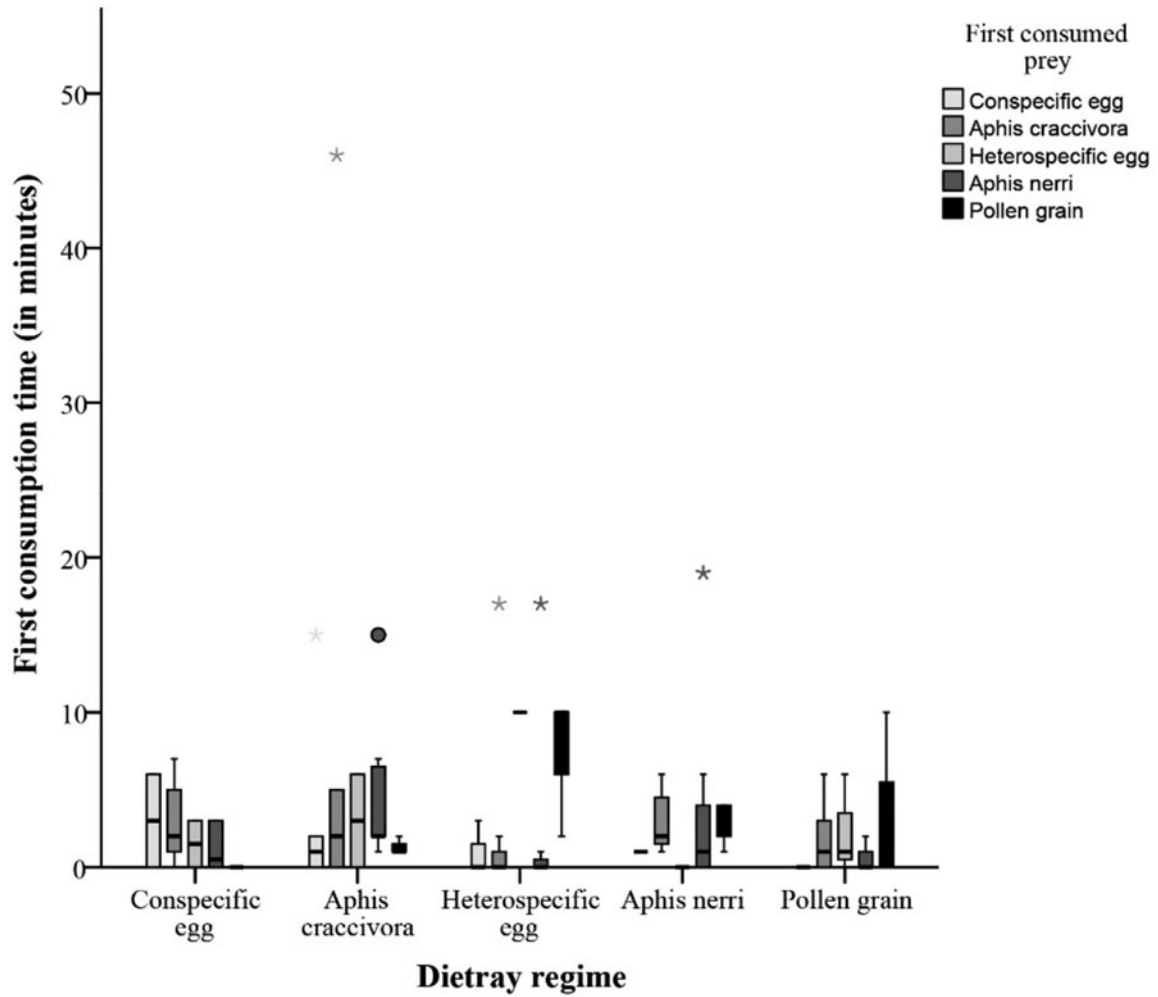 First consumed
prey
Conspecific egg
Aphis craccivora
Heterospecific egg
Aphis nerri
Pollen grain
First consumption time (in minutes)
50
40
30
20
10
0
Conspecific
egg
Aphis
craccivora
Heterospecific
egg
Aphis nerri
Pollen grain
Dietray regime